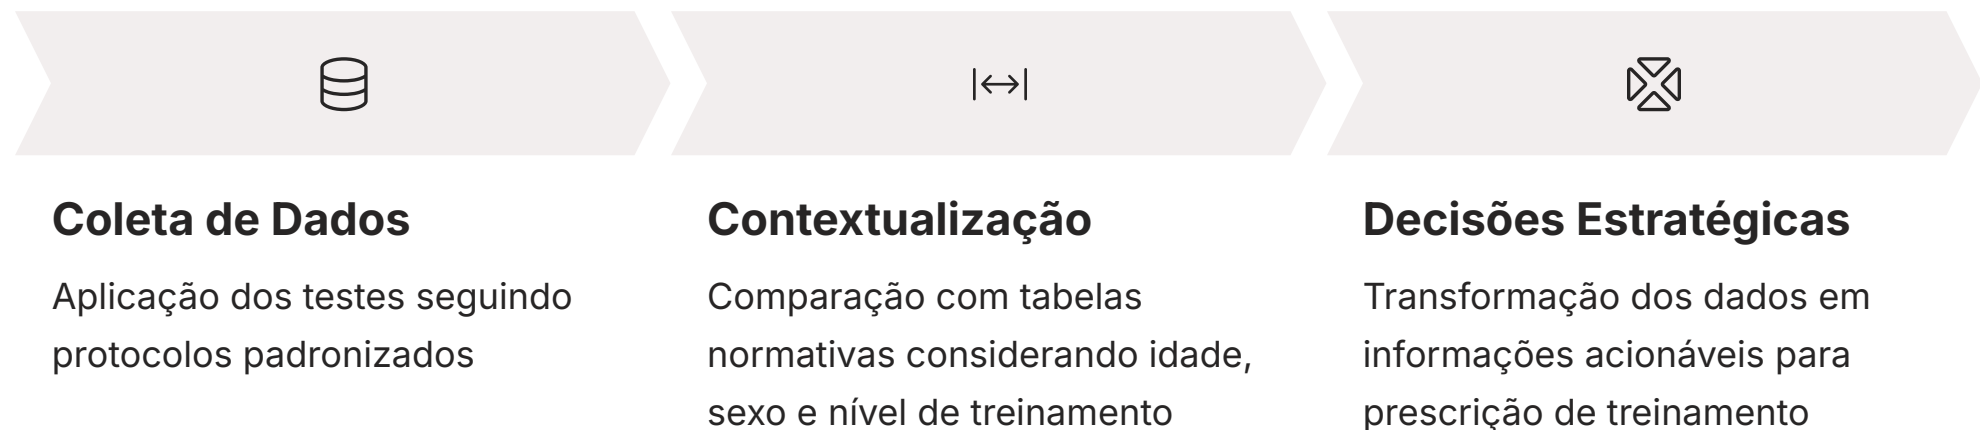 Coleta de Dados
Aplicação dos testes seguindo
protocolos padronizados
Contextualização
Comparação com tabelas
normativas considerando idade,
sexo e nível de treinamento
Decisões Estratégicas
Transformação dos dados em
informações acionáveis para
prescrição de treinamento